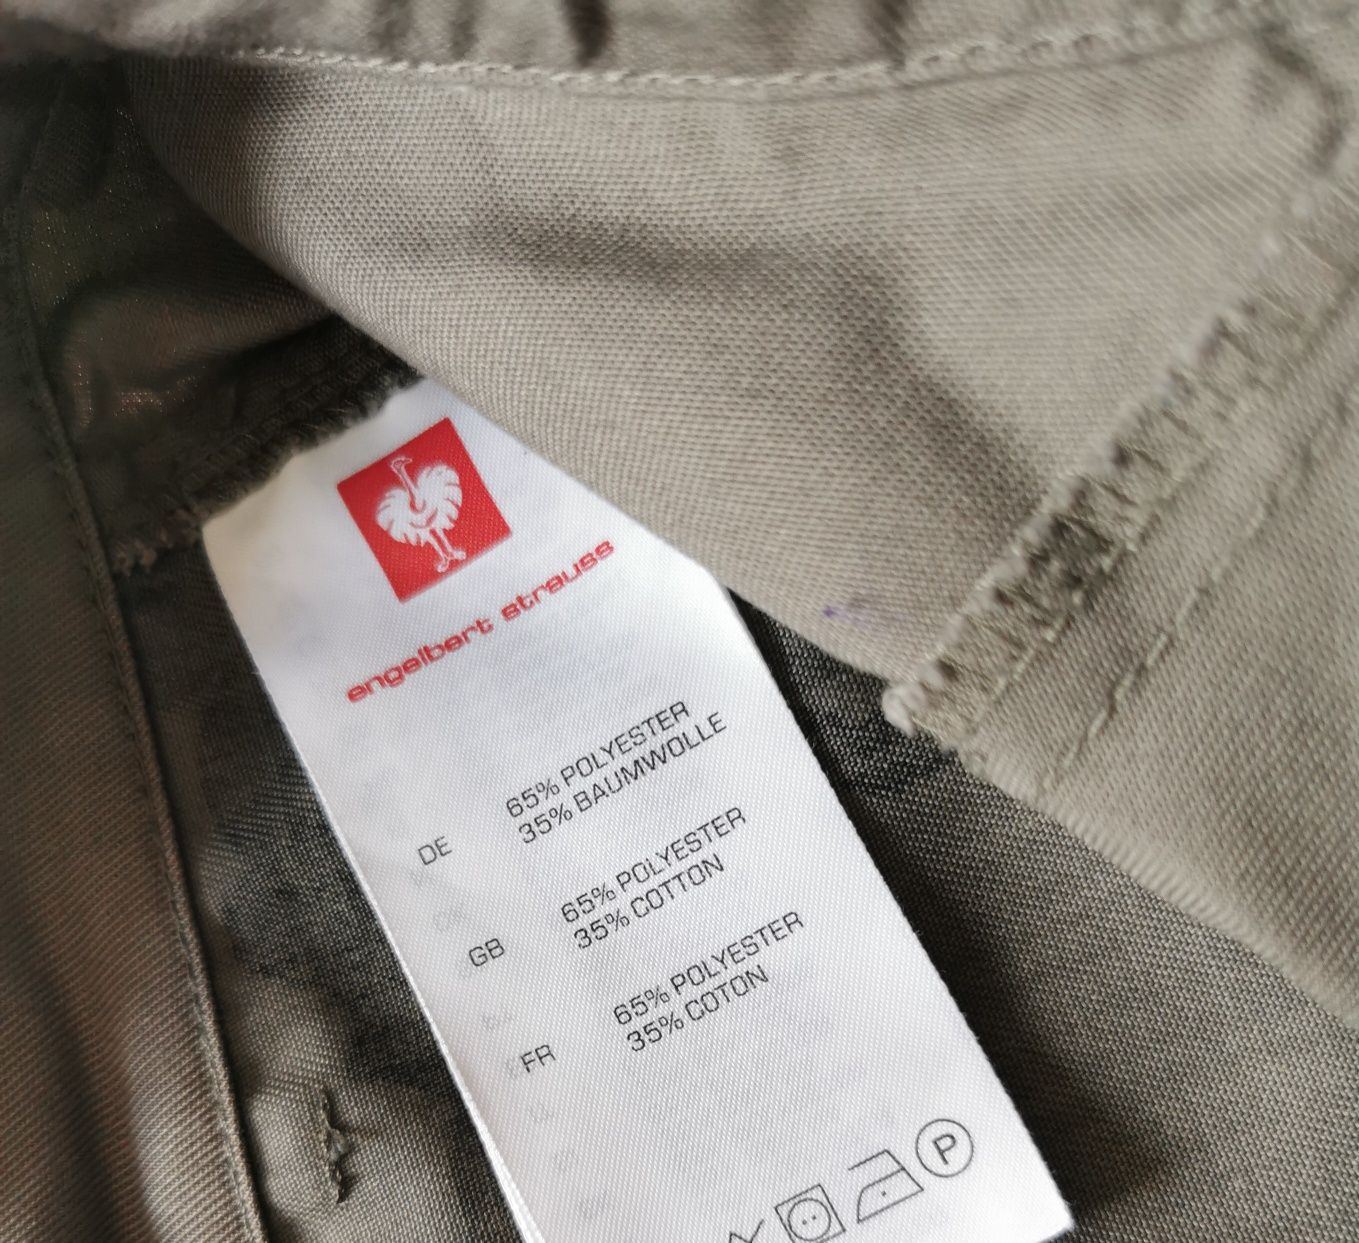 engelbert strauss
DE 65% POLYESTER
35% BAUMWOLLE
GB 65% POLYESTER
35% COTTON
FR 65% POLYESTER
35% COTON
P